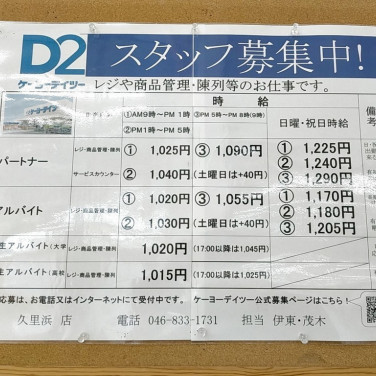 D2 スタッフ募集中!
ケーヨーデイツー レジや商品管理・陳列等のお仕事です。
時 給
①AM9時~PM 1時 ③PM 5時~PM 8時(9時) 日曜・祝日時給
②PM1時~PM 5時
パートナー レジ・商品管理・陳列 ① 1,025円 ③ 1,090円 ① 1,225円
サービスカウンター ② 1,040円 (土曜日は+40円) ② 1,240円
③ 1,290円
アルバイト レジ・商品管理・陳列 ① 1,020円 ③ 1,055円 ① 1,170円
② 1,030円 (土曜日は+40円) ② 1,180円
③ 1,205円
生アルバイト(大学 レジ・商品管理・陳列 1,020円 (17:00以降は1,045円)
生アルバイト(高校 レジ・商品管理・陳列 1,015円 (17:00以降は1,025円)
応募は、お電話又はインターネットにて受付中です。 ケーヨーデイツー公式募集ページはこちら!
久里浜 店 電話 046-833-1731 担当 伊東・茂木